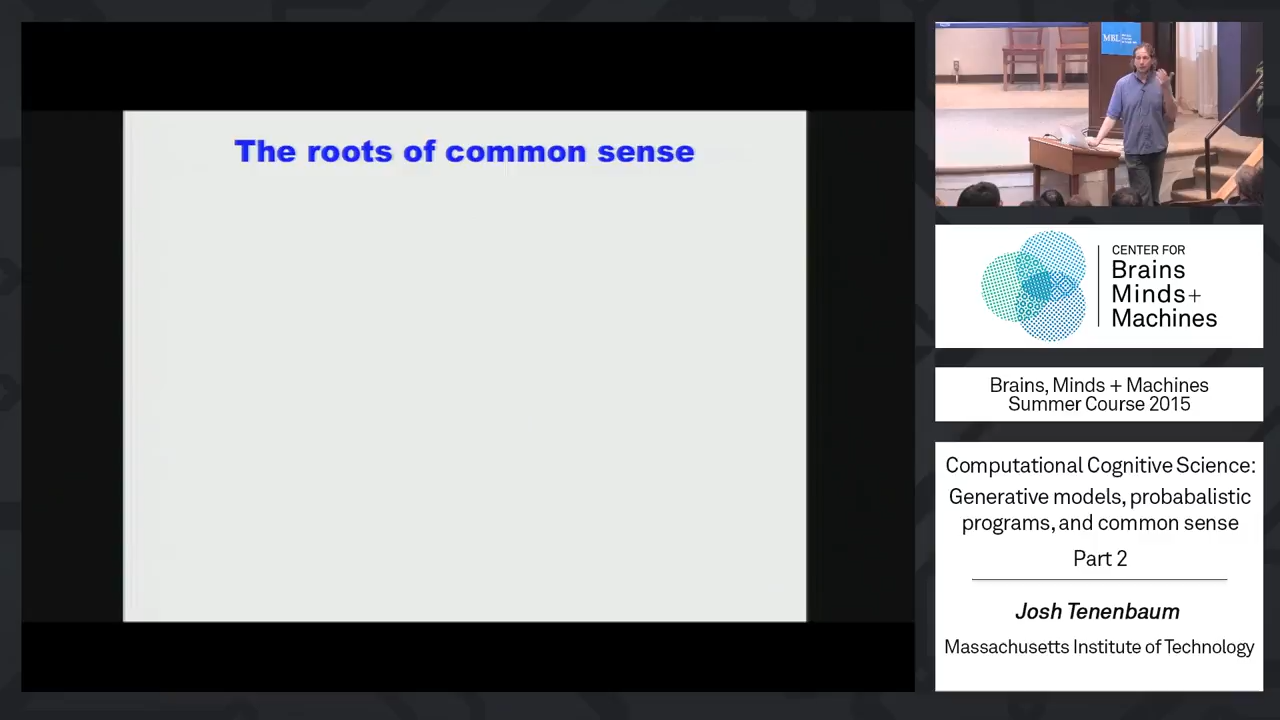 The roots of common sense
MBL
CENTER FOR
Brains
Minds+
Machines
Brains, Minds + Machines
Summer Course 2015
Computational Cognitive Science:
Generative models, probabalistic
programs, and common sense
Part 2
Josh Tenenbaum
Massachusetts Institute of Technology